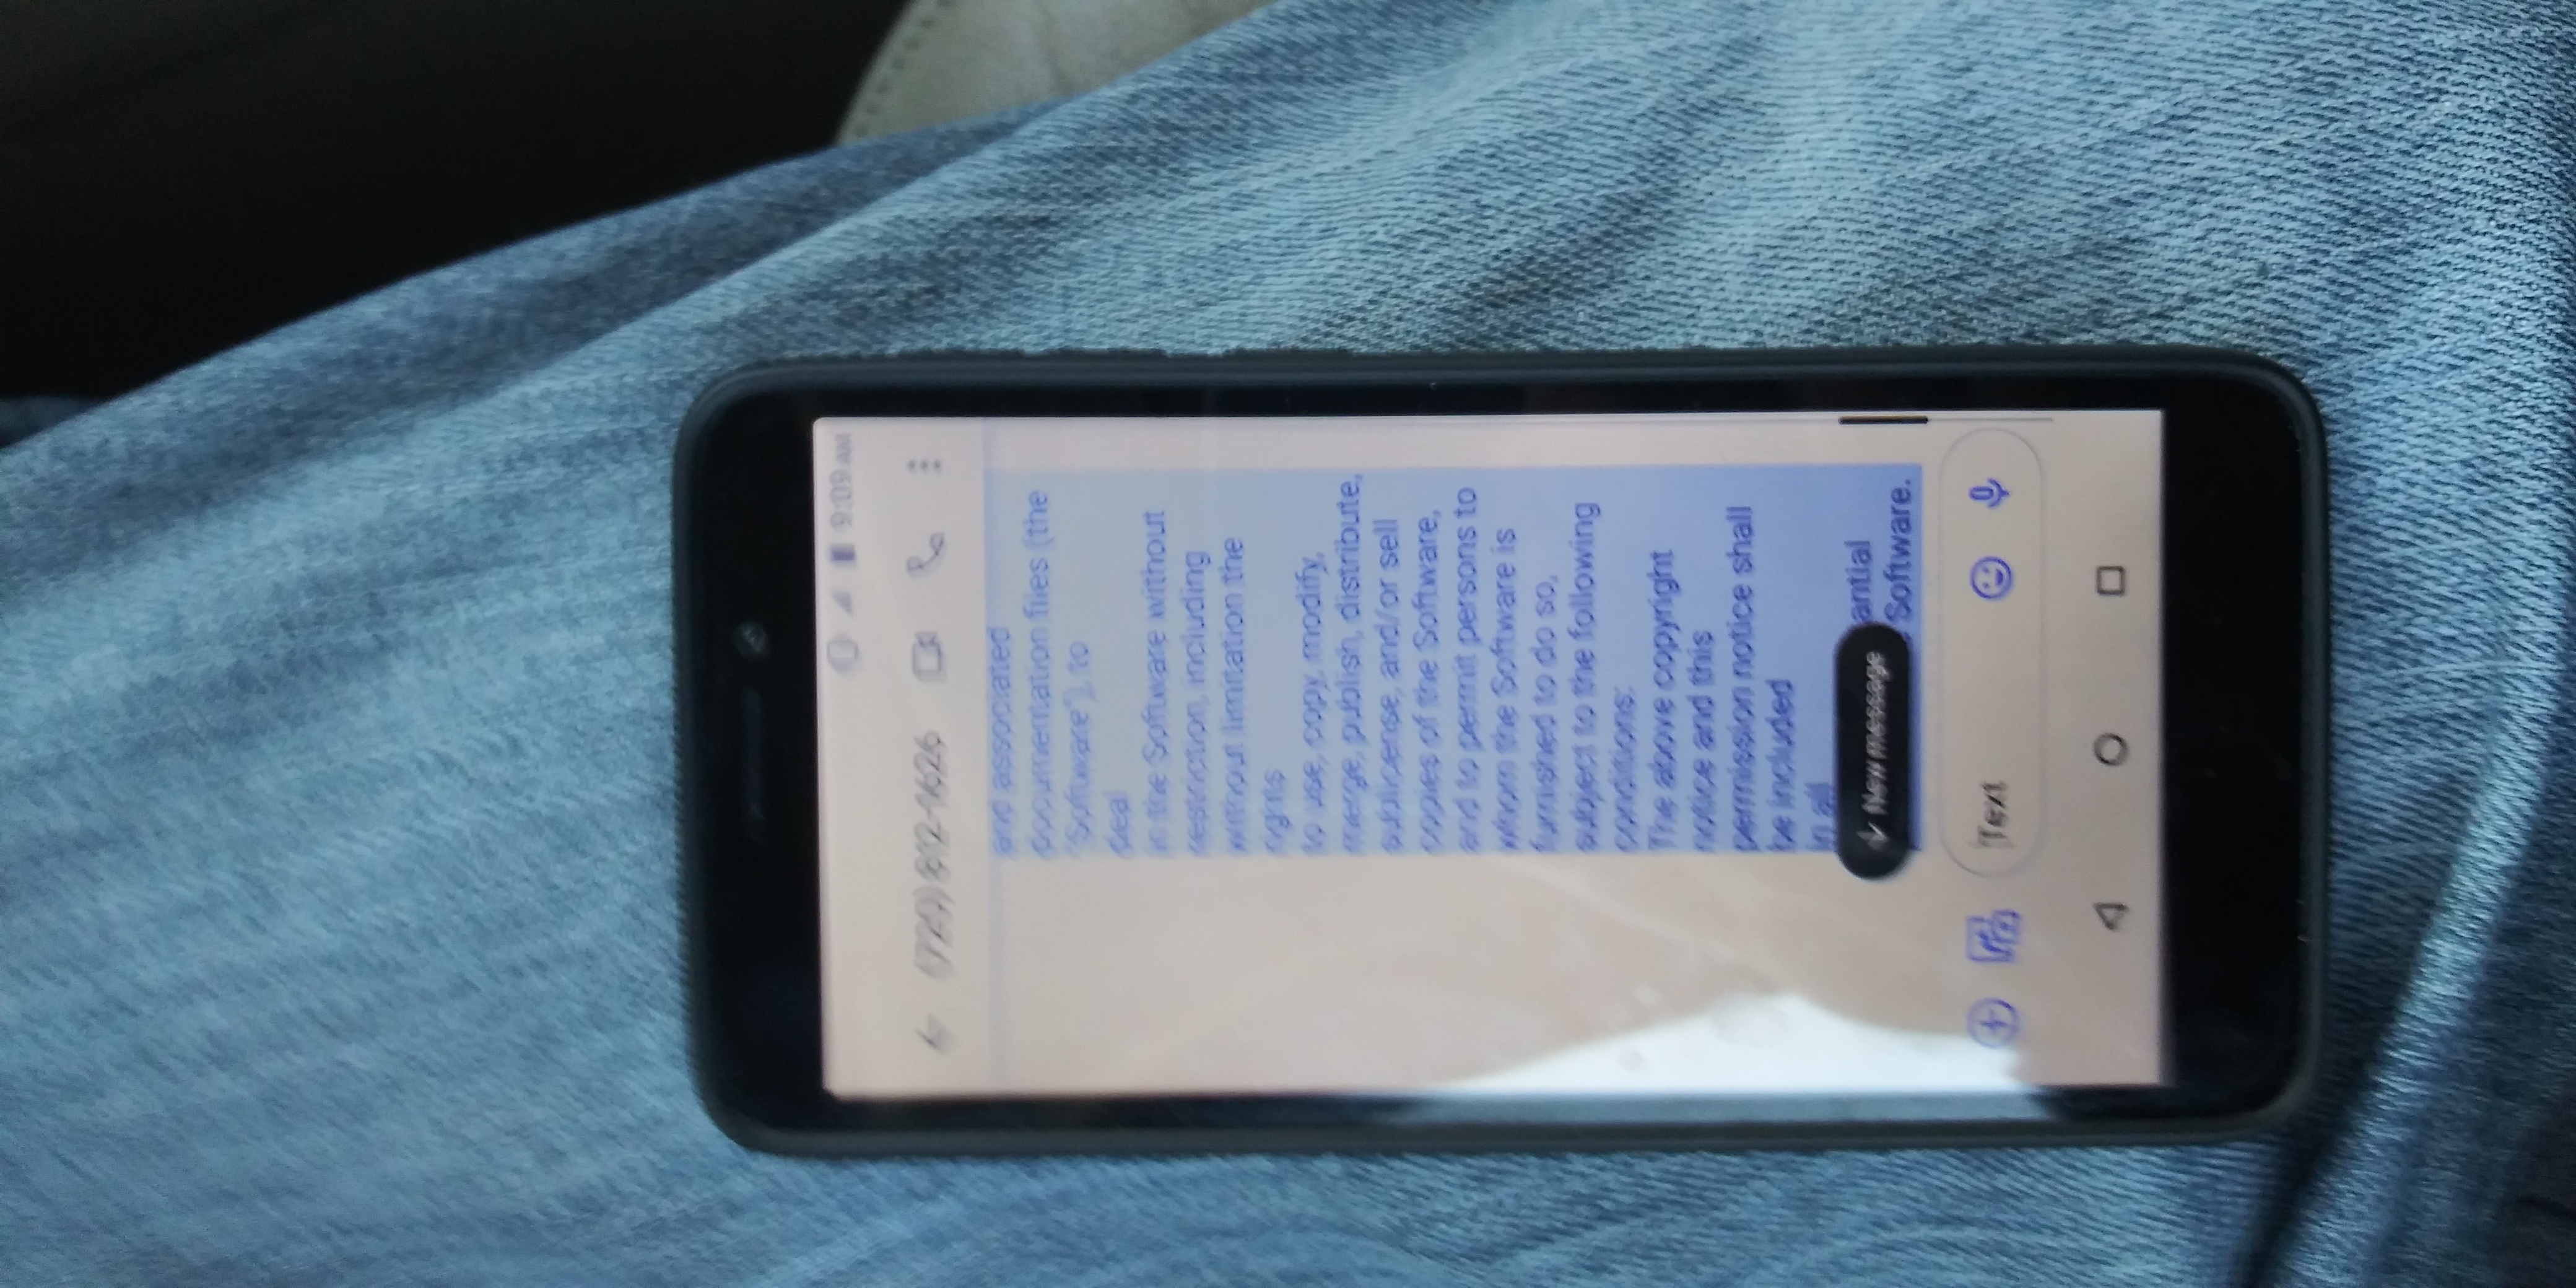 9:09 AM
(720) 812-1626
and associated
documentation files (the
"Software"), to
deal
in the Software without
restriction, including
without limitation the
rights
to use, copy, modify,
merge, publish, distribute,
sublicense, and/or sell
copies of the Software,
and to permit persons to
whom the Software is
furnished to do so,
subject to the following
conditions:
The above copyright
notice and this
permission notice shall
be included
in all
antial
New message
Software.
Text